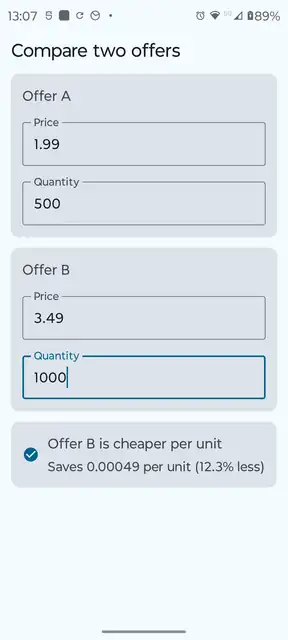 13:07
89%
Compare two offers
Offer A
Price
1.99
Quantity
500
Offer B
Price
3.49
Quantity
1000
Offer B is cheaper per unit
Saves 0.00049 per unit (12.3% less)